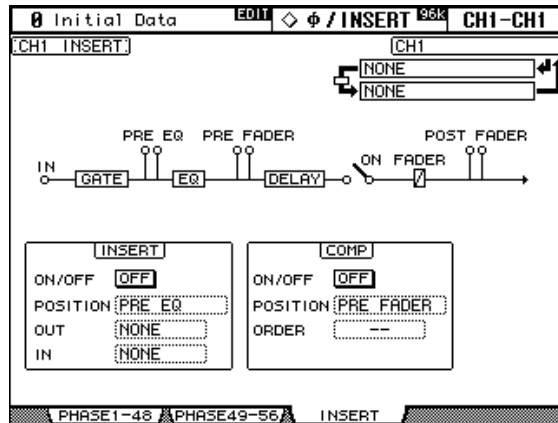 0 Initial Data EDIT ◇ φ/INSERT 96k CH1-CH1
CH1 INSERT CH1
NONE
NONE
PRE EQ PRE FADER POST FADER
IN GATE EQ DELAY ON FADER
INSERT COMP
ON/OFF OFF ON/OFF OFF
POSITION PRE EQ POSITION PRE FADER
OUT NONE ORDER --
IN NONE
PHASE1-48 PHASE49-56 INSERT